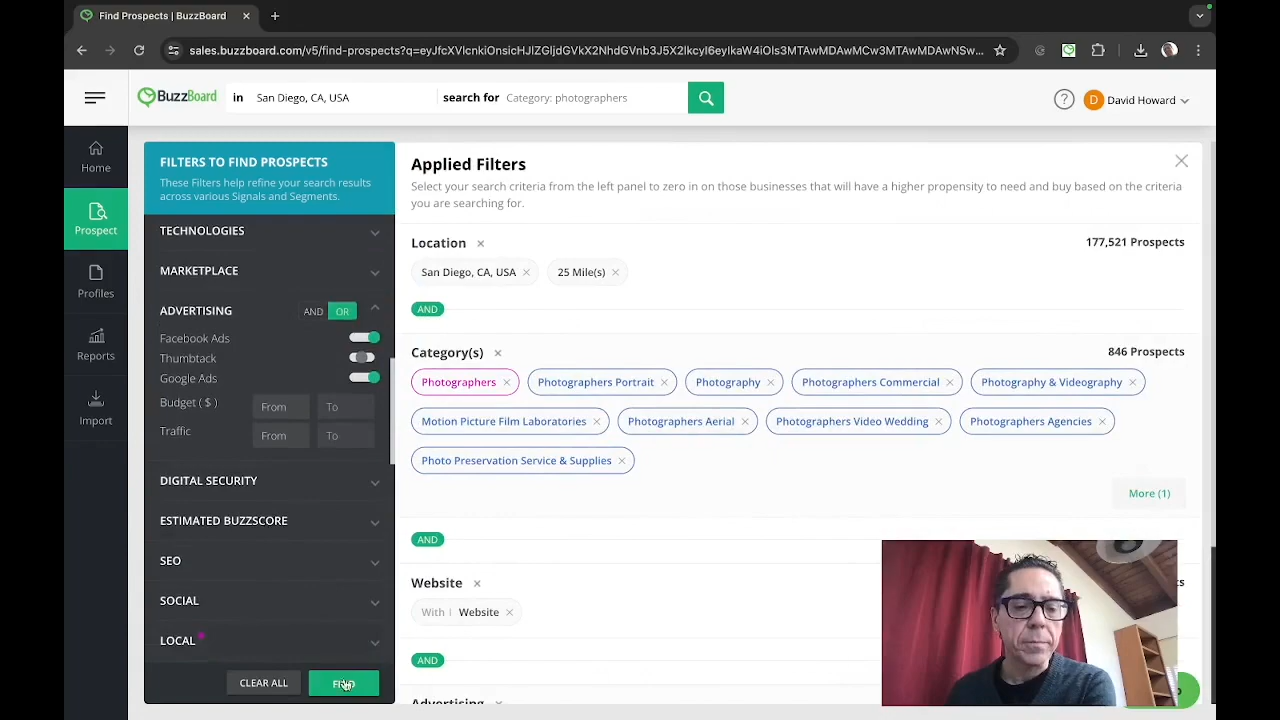 Find Prospects | BuzzBoard
sales.buzzboard.com/v5/find-prospects?q=eyJfcXVlcnkiOnsicHJlZGljdGVkX2NhdGVnb3J5X2lkcyI6eyIkaW4iOls3MTAwMDAwMCw3MTAwMDAwNSw...
BuzzBoard
in San Diego, CA, USA
search for Category: photographers
?
D David Howard
Home
Prospect
Profiles
Reports
Import
FILTERS TO FIND PROSPECTS
These Filters help refine your search results
across various Signals and Segments.
TECHNOLOGIES
MARKETPLACE
ADVERTISING AND OR
Facebook Ads
Thumbtack
Google Ads
Budget ( $ ) From To
Traffic From To
DIGITAL SECURITY
ESTIMATED BUZZSCORE
SEO
SOCIAL
LOCAL
CLEAR ALL
Applied Filters
Select your search criteria from the left panel to zero in on those businesses that will have a higher propensity to need and buy based on the criteria
you are searching for.
Location 177,521 Prospects
San Diego, CA, USA 25 Mile(s)
AND
Category(s) 846 Prospects
Photographers Photographers Portrait Photography Photographers Commercial Photography & Videography
Motion Picture Film Laboratories Photographers Aerial Photographers Video Wedding Photographers Agencies
Photo Preservation Service & Supplies
More (1)
AND
Website
With | Website
AND
Advertising